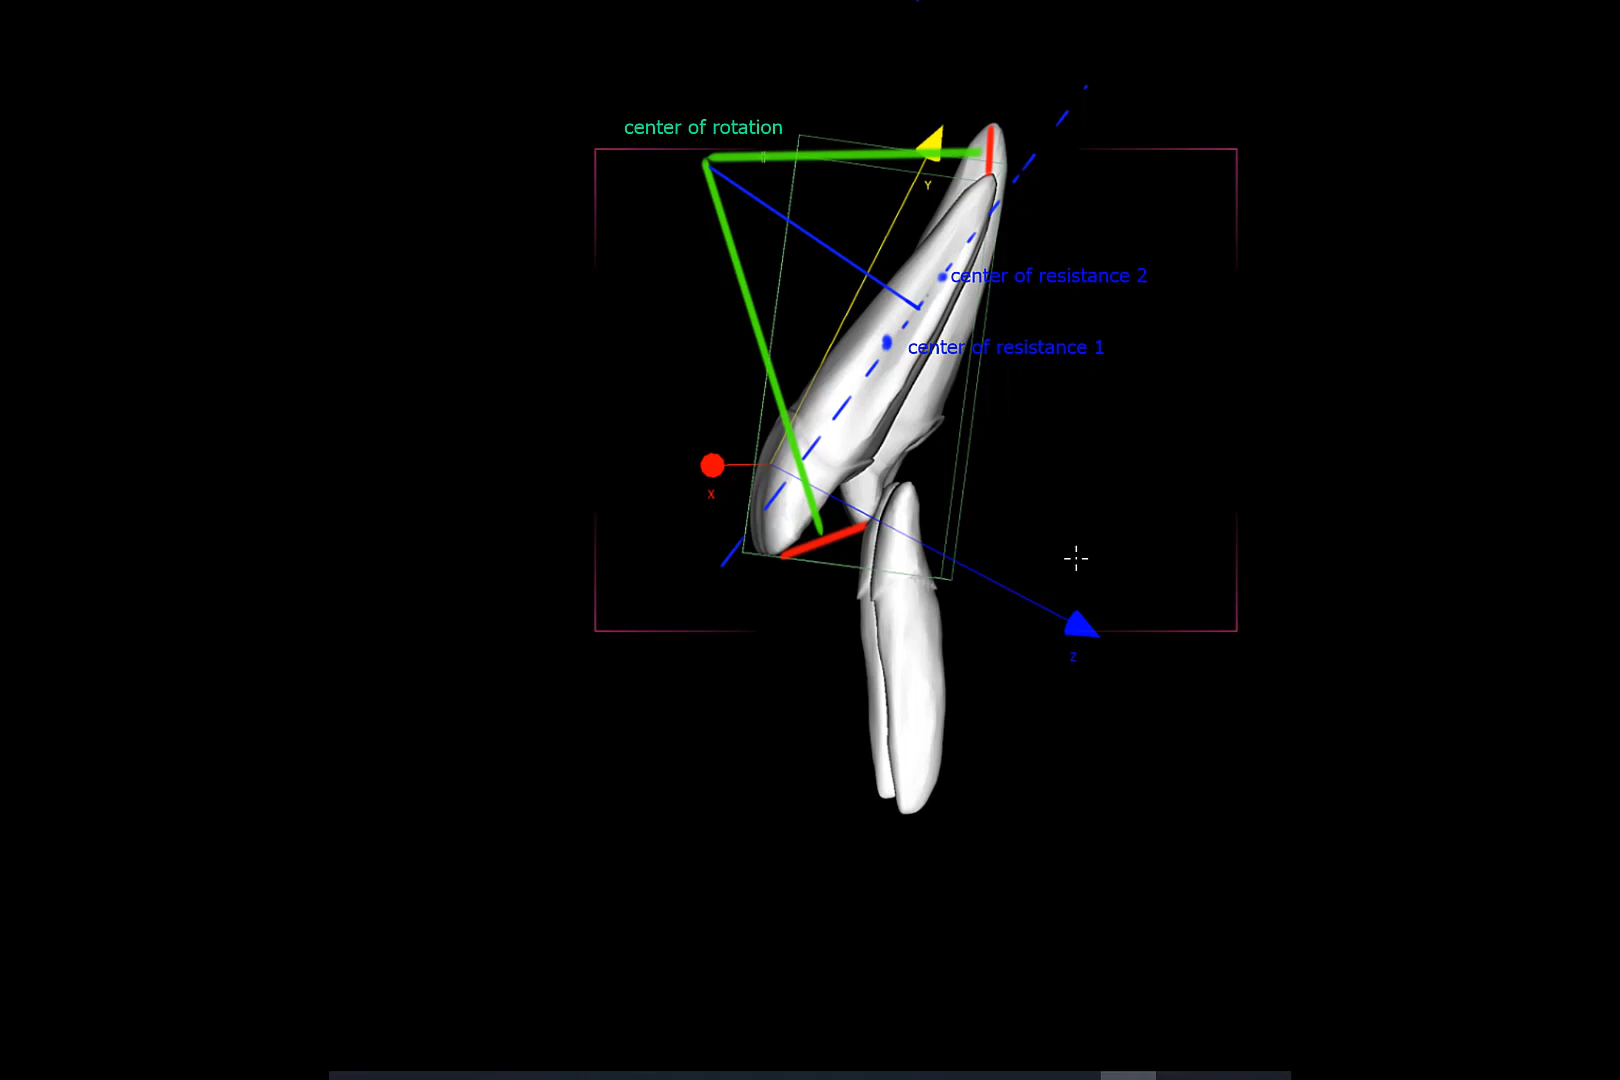 center of rotation
Y
center of resistance 2
center of resistance 1
X
Z